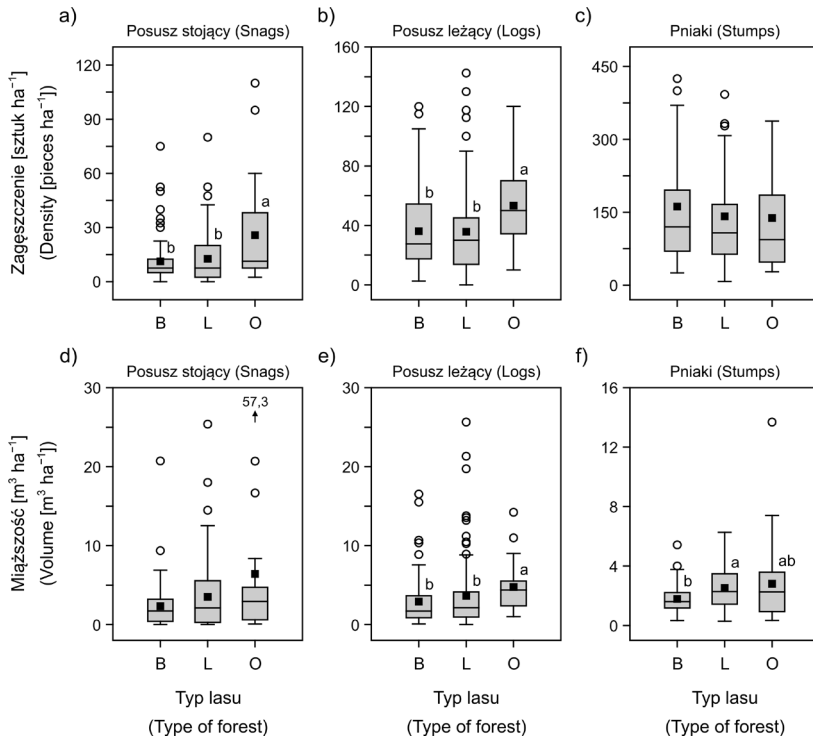 a)
Posusz stojący (Snags)
b)
Posusz leżący (Logs)
c)
Pniaki (Stumps)
Zagęszczenie [sztuk ha⁻¹]
(Density [pieces ha⁻¹])
120
90
60
30
0
b
b
a
B L O
160
120
80
40
0
b
b
a
B L O
450
300
150
0
B L O
d)
Posusz stojący (Snags)
e)
Posusz leżący (Logs)
f)
Pniaki (Stumps)
Miąższość [m³ ha⁻¹]
(Volume [m³ ha⁻¹])
30
20
10
0
57,3
B L O
30
20
10
0
b
b
a
B L O
16
12
8
4
0
b
a
ab
B L O
Typ lasu
(Type of forest)
Typ lasu
(Type of forest)
Typ lasu
(Type of forest)